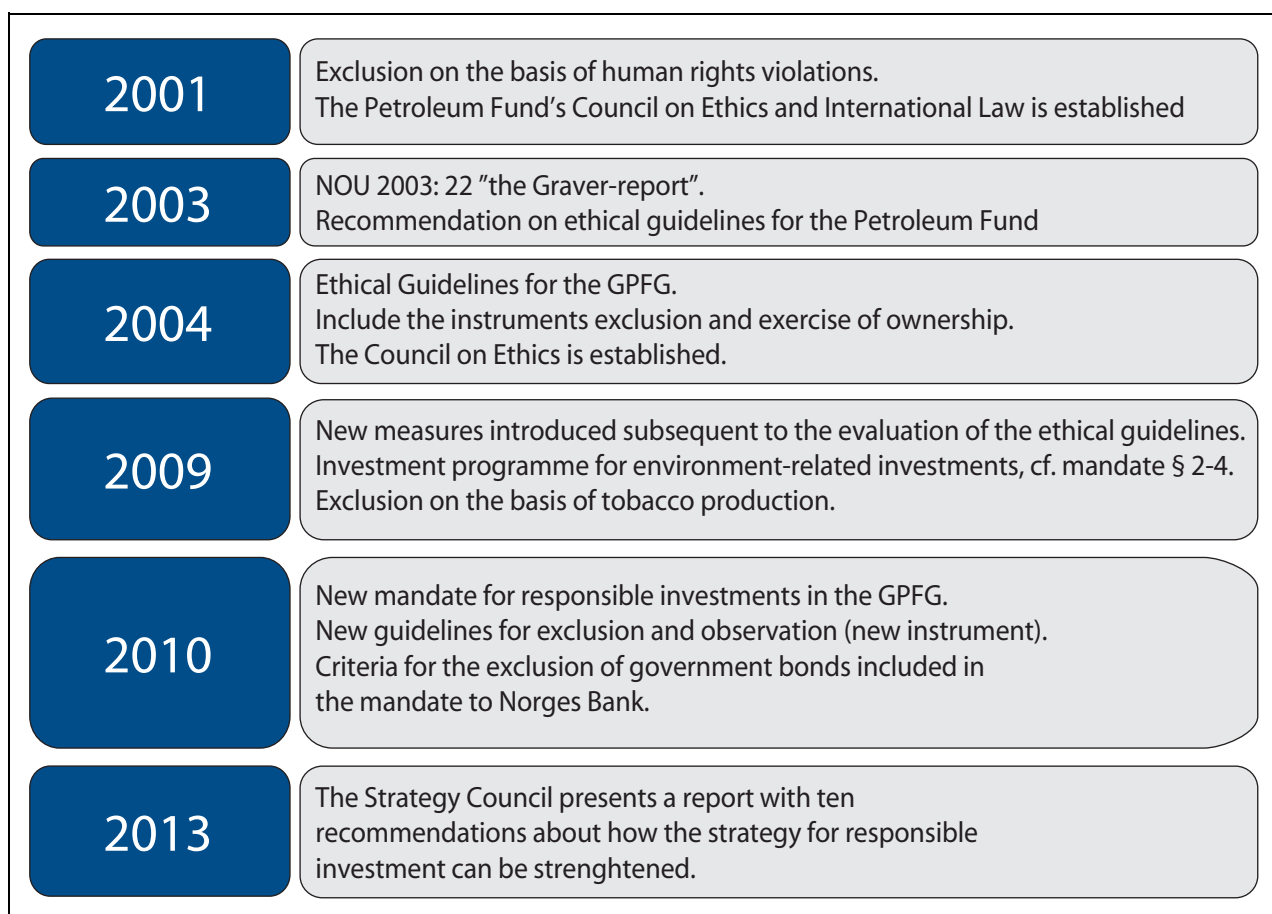 2001
Exclusion on the basis of human rights violations.
The Petroleum Fund’s Council on Ethics and International Law is established
2003
NOU 2003: 22 ”the Graver-report”.
Recommendation on ethical guidelines for the Petroleum Fund
2004
Ethical Guidelines for the GPFG.
Include the instruments exclusion and exercise of ownership.
The Council on Ethics is established.
2009
New measures introduced subsequent to the evaluation of the ethical guidelines.
Investment programme for environment-related investments, cf. mandate § 2-4.
Exclusion on the basis of tobacco production.
2010
New mandate for responsible investments in the GPFG.
New guidelines for exclusion and observation (new instrument).
Criteria for the exclusion of government bonds included in
the mandate to Norges Bank.
2013
The Strategy Council presents a report with ten
recommendations about how the strategy for responsible
investment can be strenghtened.